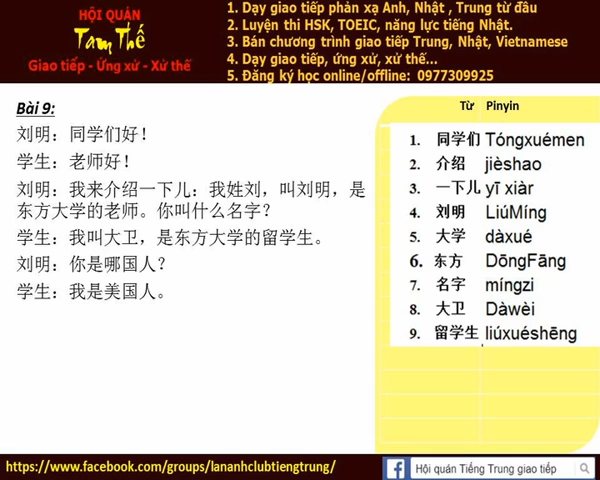 HỘI QUÁN
Tam Thế
Giao tiếp - Ứng xử - Xử thế
1. Dạy giao tiếp phản xạ Anh, Nhật , Trung từ đầu
2. Luyện thi HSK, TOEIC, năng lực tiếng Nhật.
3. Bán chương trình giao tiếp Trung, Nhật, Vietnamese
4. Dạy giao tiếp, ứng xử, xử thế...
5. Đăng ký học online/offline: 0977309925
Bài 9:
刘明：同学们好！
学生：老师好！
刘明：我来介绍一下儿：我姓刘，叫刘明，是
东方大学的老师。你叫什么名字？
学生：我叫大卫，是东方大学的留学生。
刘明：你是哪国人？
学生：我是美国人。
Từ Pinyin
1. 同学们 Tóngxuémen
2. 介绍 jièshao
3. 一下儿 yī xiàr
4. 刘明 LiúMíng
5. 大学 dàxué
6. 东方 DōngFāng
7. 名字 míngzi
8. 大卫 Dàwèi
9. 留学生 liúxuéshēng
https://www.facebook.com/groups/lananhclubtiengtrung/
f Hội quán Tiếng Trung giao tiếp